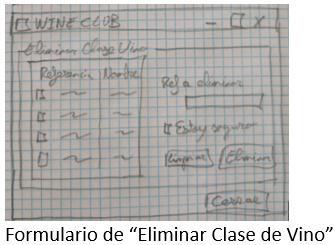 WINE CLUB
Eliminar Clase Vino
Referencia Nombre
Ref a eliminar
Estoy seguro
Limpiar Eliminar
Cerrar
Formulario de “Eliminar Clase de Vino”